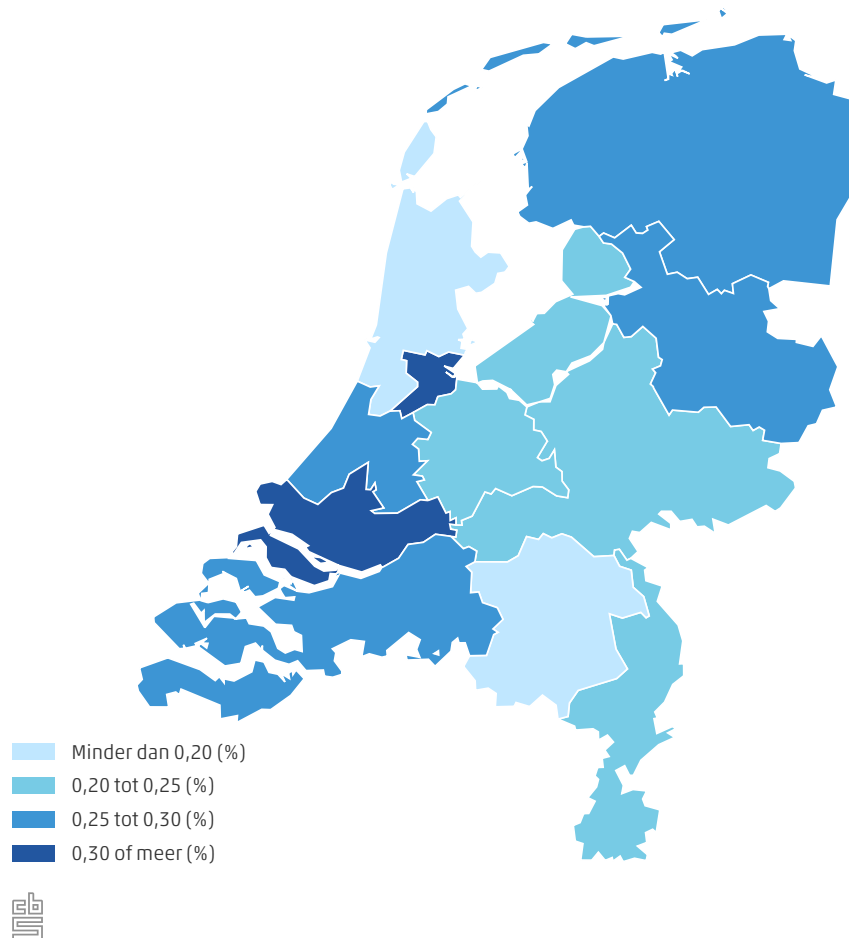 Minder dan 0,20 (%)
0,20 tot 0,25 (%)
0,25 tot 0,30 (%)
0,30 of meer (%)